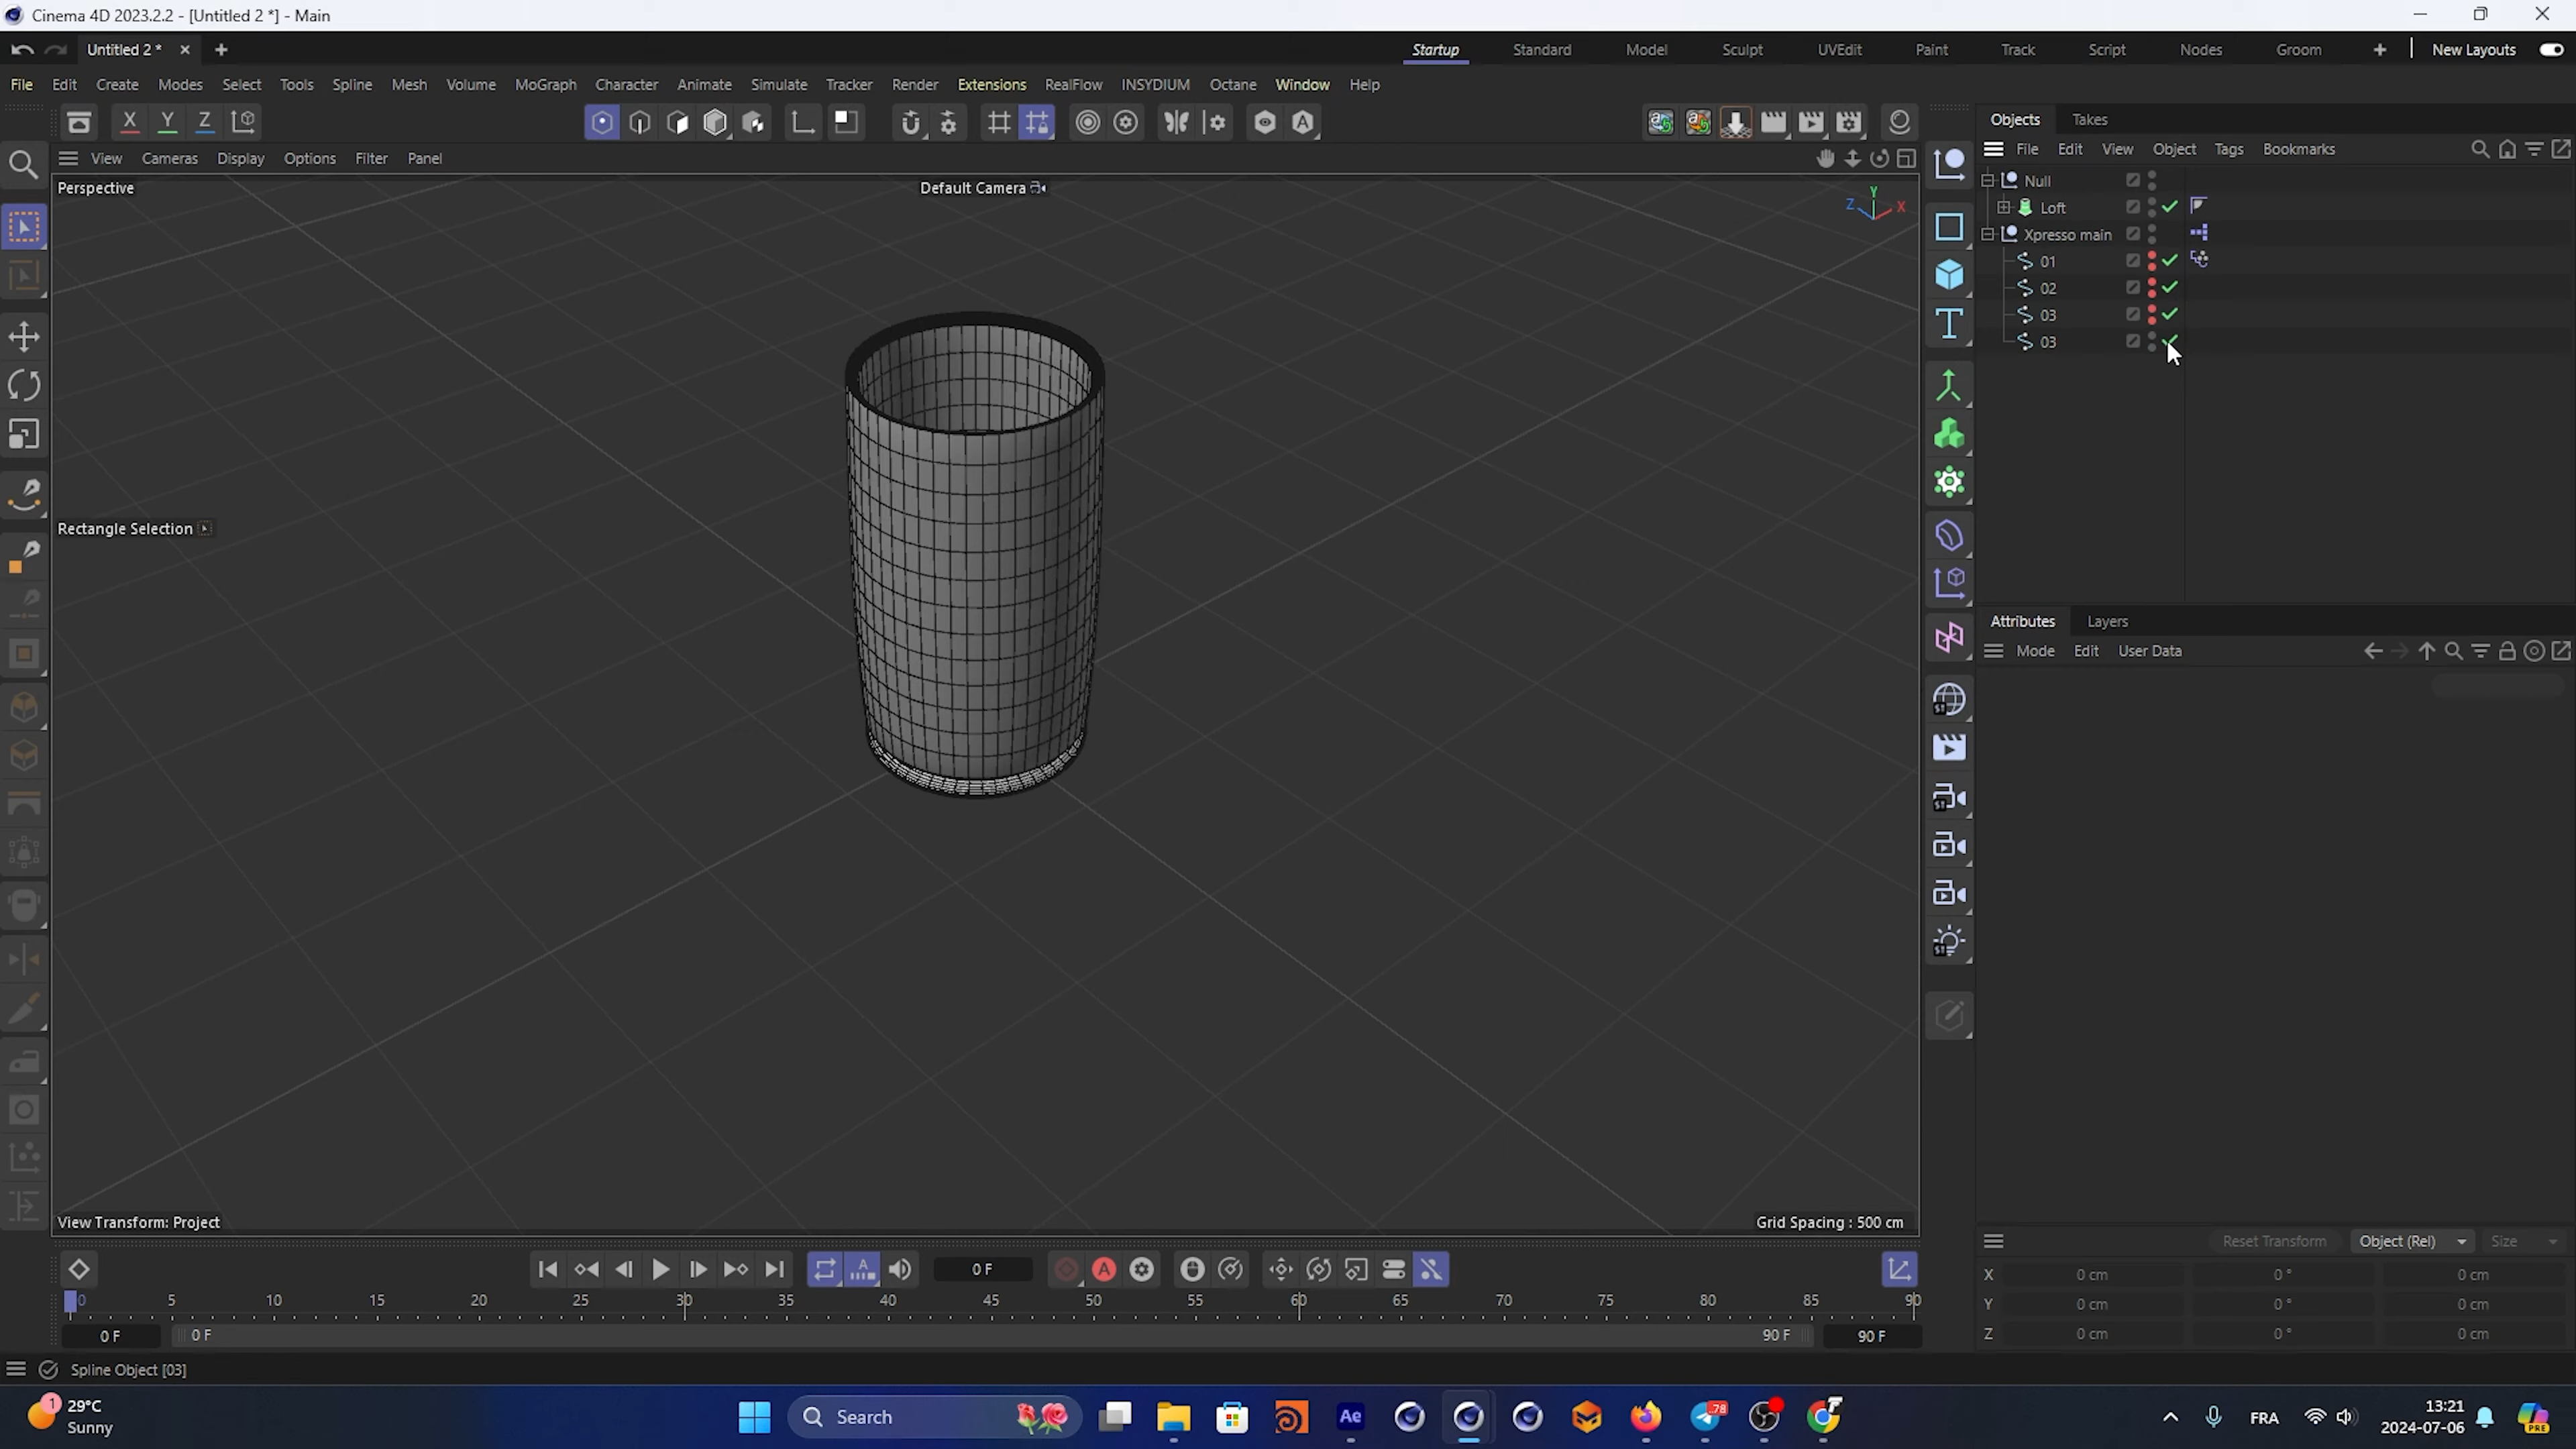 Cinema 4D 2023.2.2 - [Untitled 2 *] - Main
Untitled 2 *
Startup Standard Model Sculpt UVEdit Paint Track Script Nodes Groom New Layouts
File Edit Create Modes Select Tools Spline Mesh Volume MoGraph Character Animate Simulate Tracker Render Extensions RealFlow INSYDIUM Octane Window Help
X Y Z
Objects Takes
View Cameras Display Options Filter Panel
File Edit View Object Tags Bookmarks
Perspective
Default Camera
Y
Z
X
Null
Loft
Xpresso main
01
02
03
03
Rectangle Selection
Attributes Layers
Mode Edit User Data
View Transform: Project
Grid Spacing : 500 cm
Reset Transform Object (Rel) Size
0 F
X 0 cm 0 ° 0 cm
0 5 10 15 20 25 30 35 40 45 50 55 60 65 70 75 80 85 90
Y 0 cm 0 ° 0 cm
0 F 0 F 90 F 90 F
Z 0 cm 0 ° 0 cm
Spline Object [03]
1
29°C
Sunny
Search
Ae
78
FRA
13:21
2024-07-06
PRE